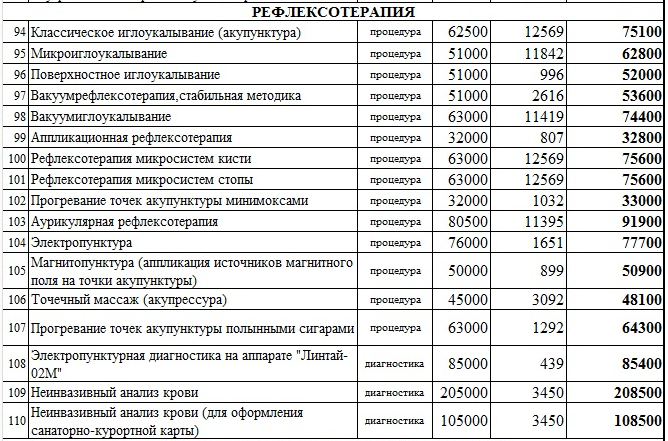 РЕФЛЕКСОТЕРАПИЯ
94 Классическое иглоукалывание (акупунктура) процедура 62500 12569 75100
95 Микроиглоукалывание процедура 51000 11842 62800
96 Поверхностное иглоукалывание процедура 51000 996 52000
97 Вакуумрефлексотерапия,стабильная методика процедура 51000 2616 53600
98 Вакуумиглоукалывание процедура 63000 11419 74400
99 Аппликационная рефлексотерапия процедура 32000 807 32800
100 Рефлексотерапия микросистем кисти процедура 63000 12569 75600
101 Рефлексотерапия микросистем стопы процедура 63000 12569 75600
102 Прогревание точек акупунктуры минимоксами процедура 32000 1032 33000
103 Аурикулярная рефлексотерапия процедура 80500 11395 91900
104 Электропунктура процедура 76000 1651 77700
105 Магнитопунктура (аппликация источников магнитного
поля на точки акупунктуры) процедура 50000 899 50900
106 Точечный массаж (акупрессура) процедура 45000 3092 48100
107 Прогревание точек акупунктуры полынными сигарами процедура 63000 1292 64300
108 Электропунктурная диагностика на аппарате "Линтай-
02М" диагностика 85000 439 85400
109 Неинвазивный анализ крови диагностика 205000 3450 208500
110 Неинвазивный анализ крови (для оформления
санаторно-курортной карты) диагностика 105000 3450 108500